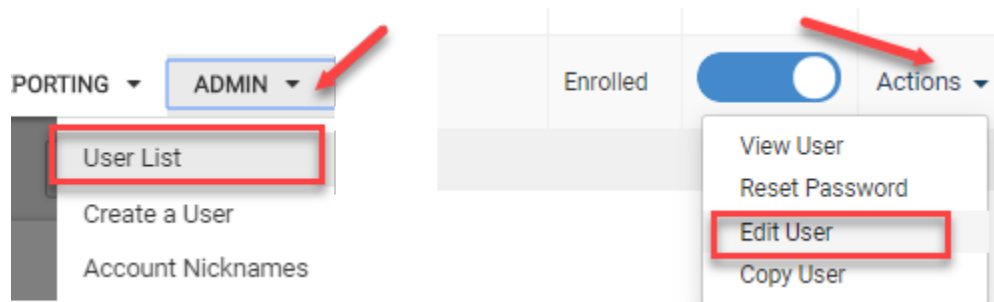 PORTING
ADMIN
User List
Create a User
Account Nicknames
Enrolled
Actions
View User
Reset Password
Edit User
Copy User